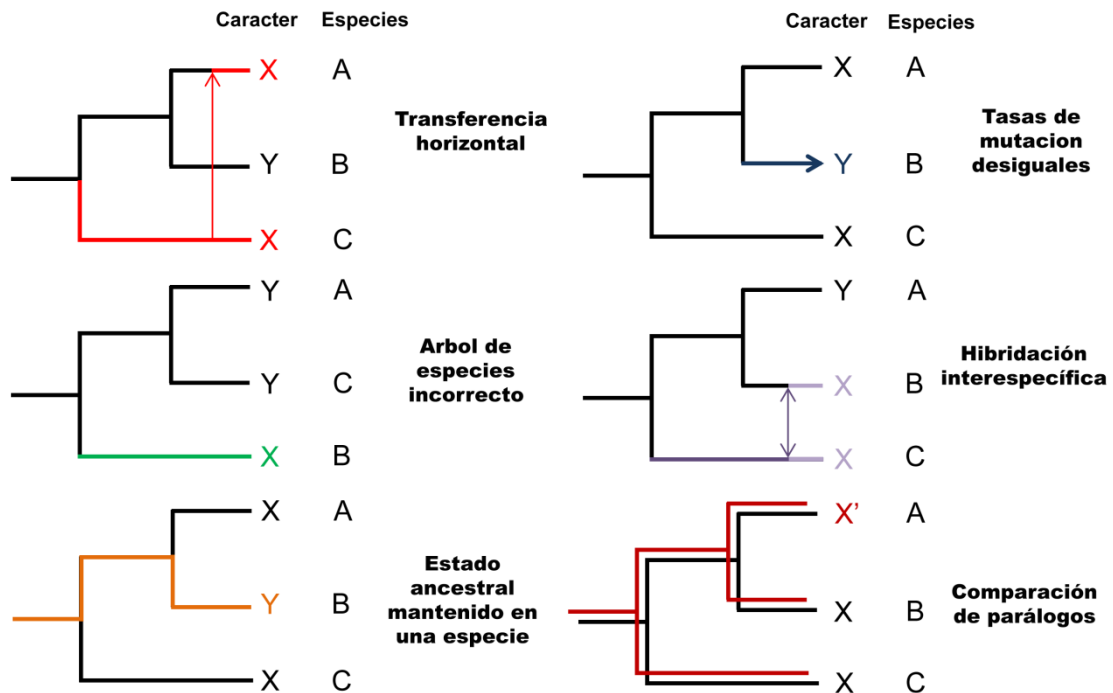 Caracter Especies
X A
Transferencia
horizontal
Y B
X C
Caracter Especies
X A
Tasas de
mutacion
desiguales
Y B
X C
Y A
Arbol de
especies
incorrecto
Y C
X B
Y A
Hibridación
interespecífica
X B
X C
X A
Estado
ancestral
mantenido en
una especie
Y B
X C
X’ A
Comparación
de parálogos
X B
X C